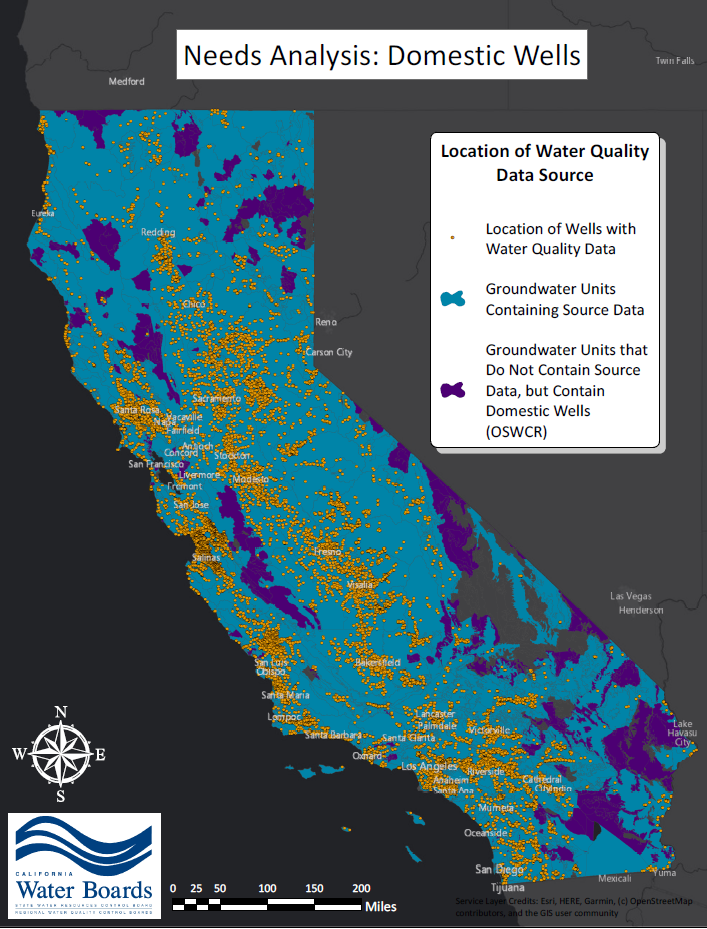 Needs Analysis: Domestic Wells
Twin Falls
Medford
Location of Water Quality
Data Source
Location of Wells with
Water Quality Data
Groundwater Units
Containing Source Data
Groundwater Units that
Do Not Contain Source
Data, but Contain
Domestic Wells
(OSWCR)
Eureka
Redding
Chico
Reno
Carson City
Sacramento
Santa Rosa
Vacaville
Napa
Fairfield
Antioch
Concord
Stockton
San Francisco
Livermore
Modesto
Fremont
San Jose
Salinas
Fresno
Visalia
Las Vegas
Henderson
San Luis
Obispo
Bakersfield
Santa Maria
Lompoc
Lancaster
Palmdale
Santa Barbara
Santa Clarita
Victorville
Lake
Havasu
City
Oxnard
Los Angeles
Riverside
Anaheim
Santa Ana
Cathedral
City
Indio
Murrieta
Oceanside
San Diego
Tijuana
Mexicali
Yuma
N
W
E
S
CALIFORNIA
Water Boards
STATE WATER RESOURCES CONTROL BOARD
REGIONAL WATER QUALITY CONTROL BOARDS
0 25 50 100 150 200
Miles
Service Layer Credits: Esri, HERE, Garmin, (c) OpenStreetMap
contributors, and the GIS user community